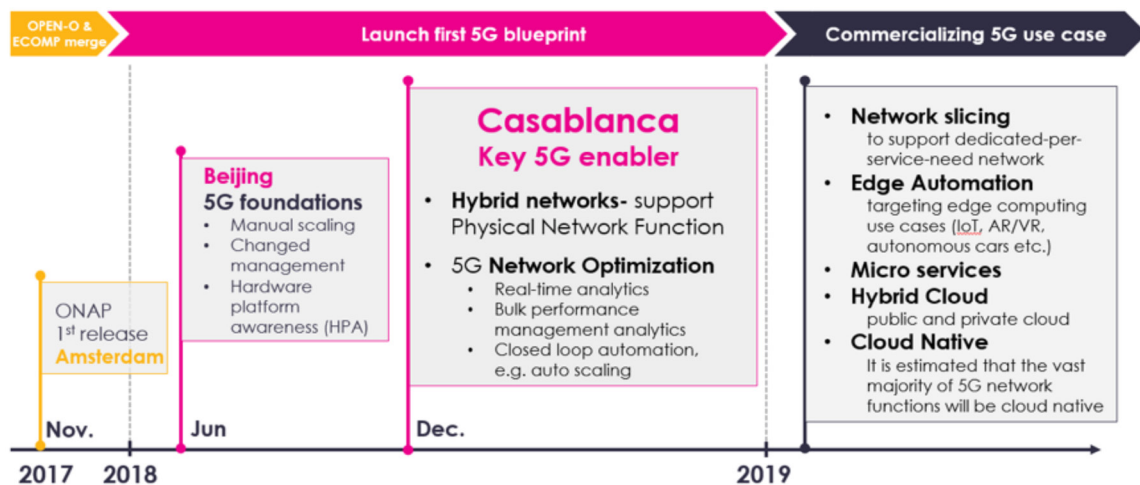 OPEN-O &
ECOMP merge
Launch first 5G blueprint
Commercializing 5G use case
ONAP
1st release
Amsterdam
Beijing
5G foundations
• Manual scaling
• Changed
management
• Hardware
platform
awareness (HPA)
Casablanca
Key 5G enabler
• Hybrid networks- support
Physical Network Function
• 5G Network Optimization
• Real-time analytics
• Bulk performance
management analytics
• Closed loop automation,
e.g. auto scaling
• Network slicing
to support dedicated-per-
service-need network
• Edge Automation
targeting edge computing
use cases (IoT, AR/VR,
autonomous cars etc.)
• Micro services
• Hybrid Cloud
public and private cloud
• Cloud Native
It is estimated that the vast
majority of 5G network
functions will be cloud native
Nov.
Jun
Dec.
2017
2018
2019